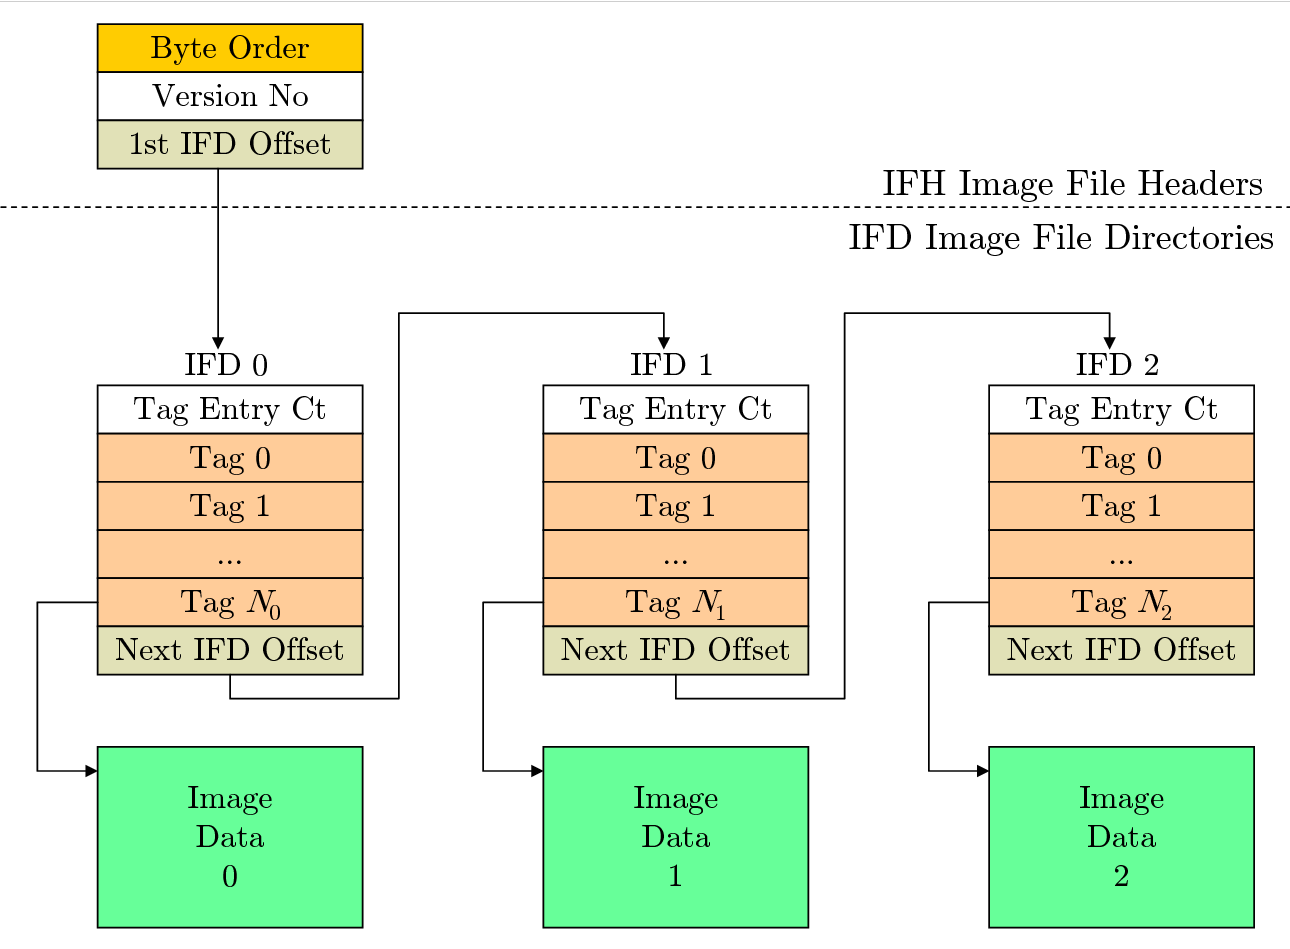 Byte Order
Version No
1st IFD Offset
IFH Image File Headers
IFD Image File Directories
IFD 0
Tag Entry Ct
Tag 0
Tag 1
...
Tag N0
Next IFD Offset
Image
Data
0
IFD 1
Tag Entry Ct
Tag 0
Tag 1
...
Tag N1
Next IFD Offset
Image
Data
1
IFD 2
Tag Entry Ct
Tag 0
Tag 1
...
Tag N2
Next IFD Offset
Image
Data
2